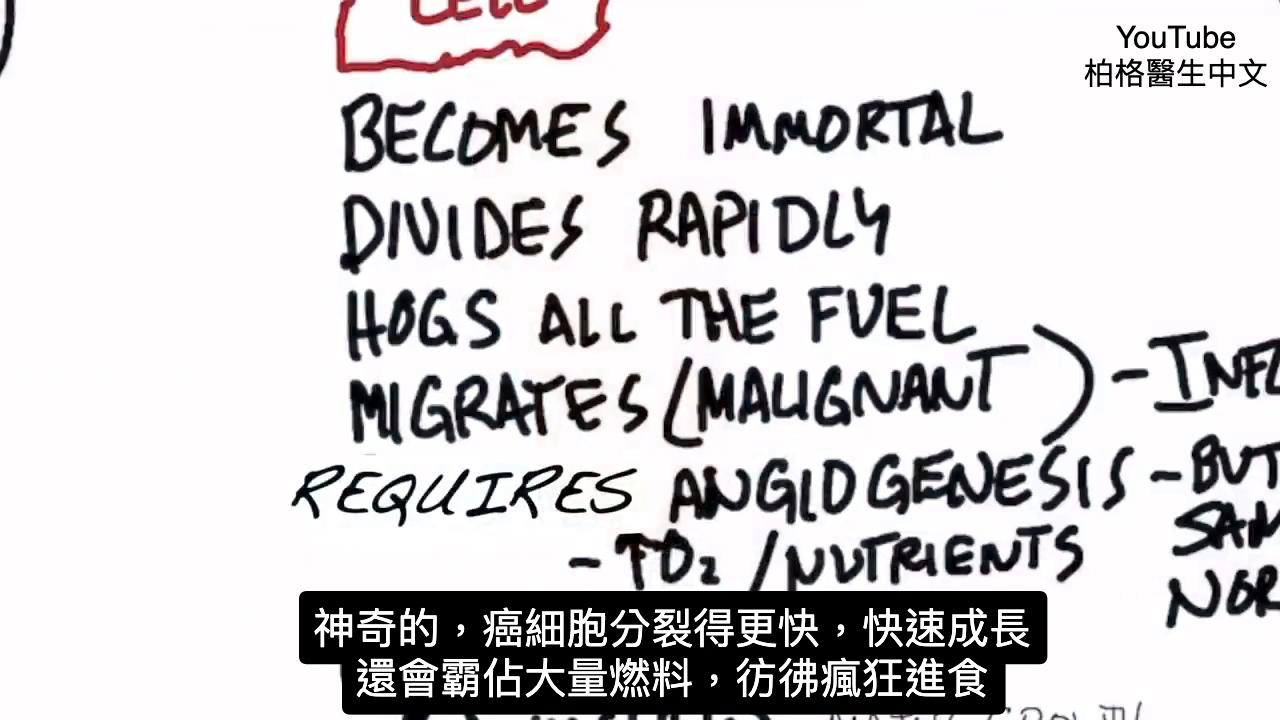 YouTube
柏格醫生中文
CELL
BECOMES IMMORTAL
DIVIDES RAPIDLY
HOGS ALL THE FUEL
MIGRATES (MALIGNANT) -
REQUIRES ANGIOGENESIS - BUT
- ↑O₂ / NUTRIENTS
神奇的，癌細胞分裂得更快，快速成長
還會霸佔大量燃料，彷彿瘋狂進食